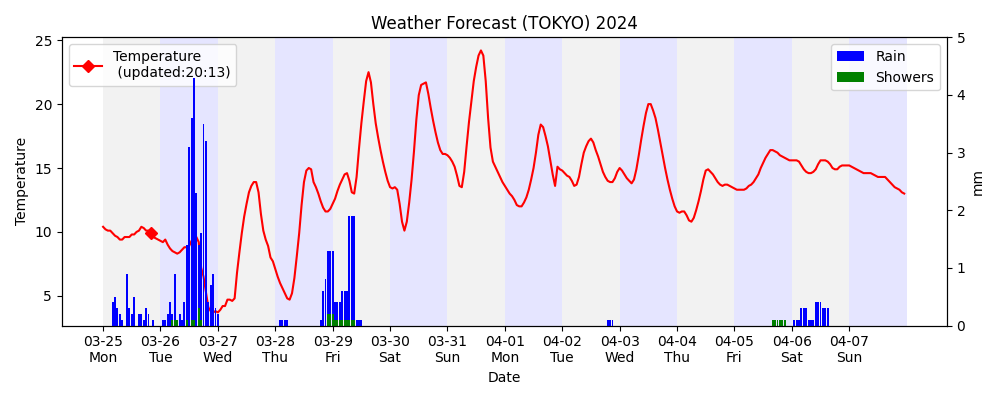 Weather Forecast (TOKYO) 2024
Temperature
(updated:20:13)
Rain
Showers
25
20
15
10
5
Temperature
5
4
3
2
1
0
mm
03-25 03-26 03-27 03-28 03-29 03-30 03-31 04-01 04-02 04-03 04-04 04-05 04-06 04-07
Mon Tue Wed Thu Fri Sat Sun Mon Tue Wed Thu Fri Sat Sun
Date